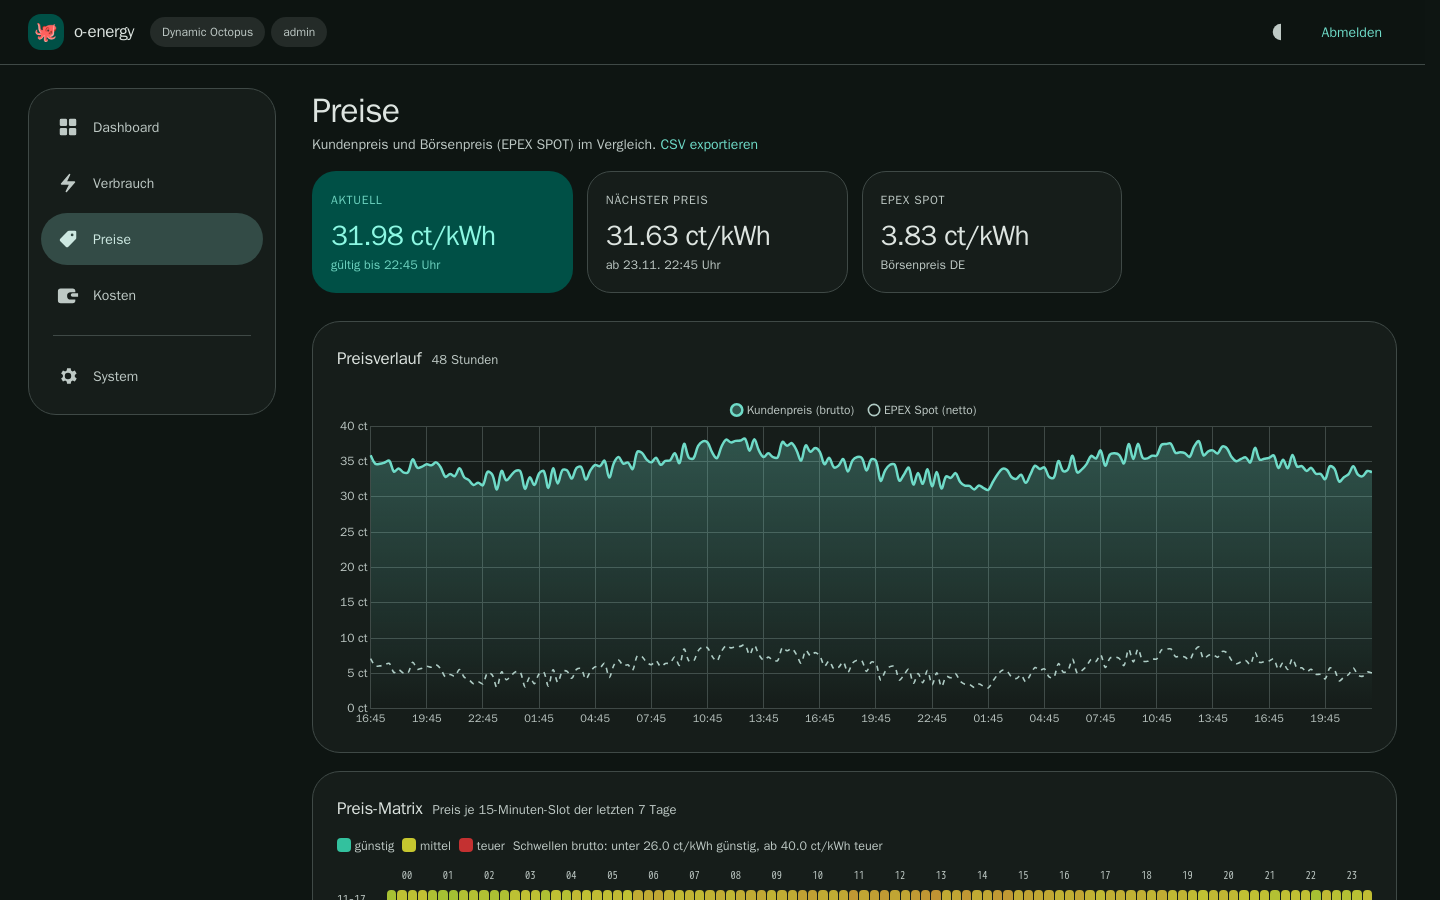 o-energy Dynamic Octopus admin Abmelden
Dashboard
Verbrauch
Preise
Kosten
System
Preise
Kundenpreis und Börsenpreis (EPEX SPOT) im Vergleich. CSV exportieren
AKTUELL
31.98 ct/kWh
gültig bis 22:45 Uhr
NÄCHSTER PREIS
31.63 ct/kWh
ab 23.11. 22:45 Uhr
EPEX SPOT
3.83 ct/kWh
Börsenpreis DE
Preisverlauf 48 Stunden
Kundenpreis (brutto) EPEX Spot (netto)
40 ct
35 ct
30 ct
25 ct
20 ct
15 ct
10 ct
5 ct
0 ct
16:45 19:45 22:45 01:45 04:45 07:45 10:45 13:45 16:45 19:45 22:45 01:45 04:45 07:45 10:45 13:45 16:45 19:45
Preis-Matrix Preis je 15-Minuten-Slot der letzten 7 Tage
günstig mittel teuer Schwellen brutto: unter 26.0 ct/kWh günstig, ab 40.0 ct/kWh teuer
00 01 02 03 04 05 06 07 08 09 10 11 12 13 14 15 16 17 18 19 20 21 22 23
11-17